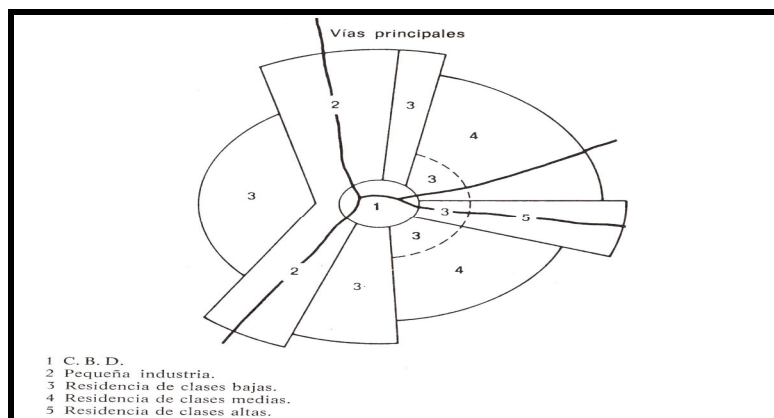 Vías principales
2
3
4
3
3
1
3
5
3
2
3
4
1 C. B. D.
2 Pequeña industria.
3 Residencia de clases bajas.
4 Residencia de clases medias.
5 Residencia de clases altas.